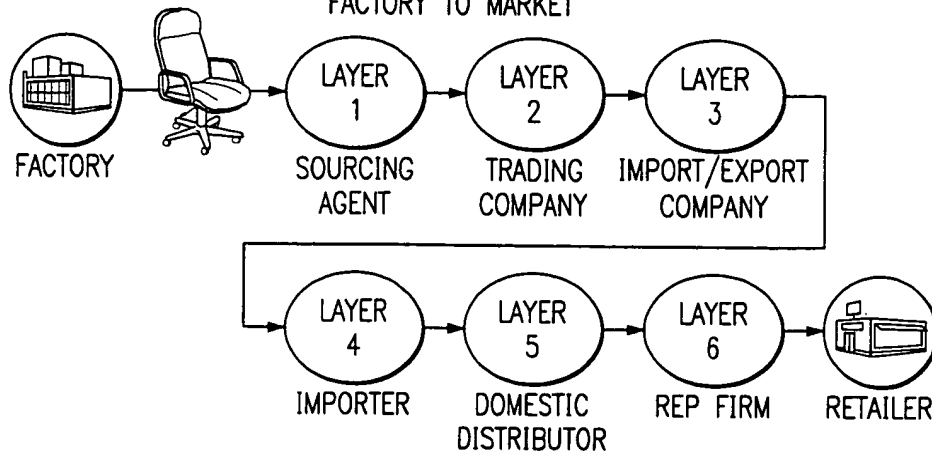 FACTORY TO MARKET
LAYER
1
LAYER
2
LAYER
3
FACTORY
SOURCING
AGENT
TRADING
COMPANY
IMPORT/EXPORT
COMPANY
LAYER
4
LAYER
5
LAYER
6
IMPORTER
DOMESTIC
DISTRIBUTOR
REP FIRM
RETAILER